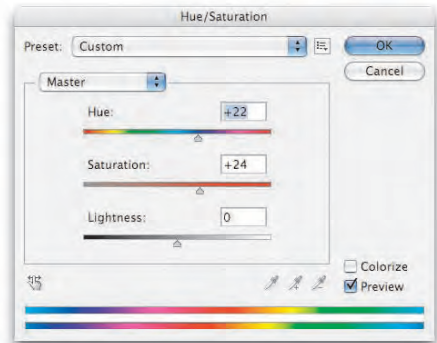 Hue/Saturation
Preset: Custom OK
Cancel
Master
Hue: +22
Saturation: +24
Lightness: 0
Colorize
Preview